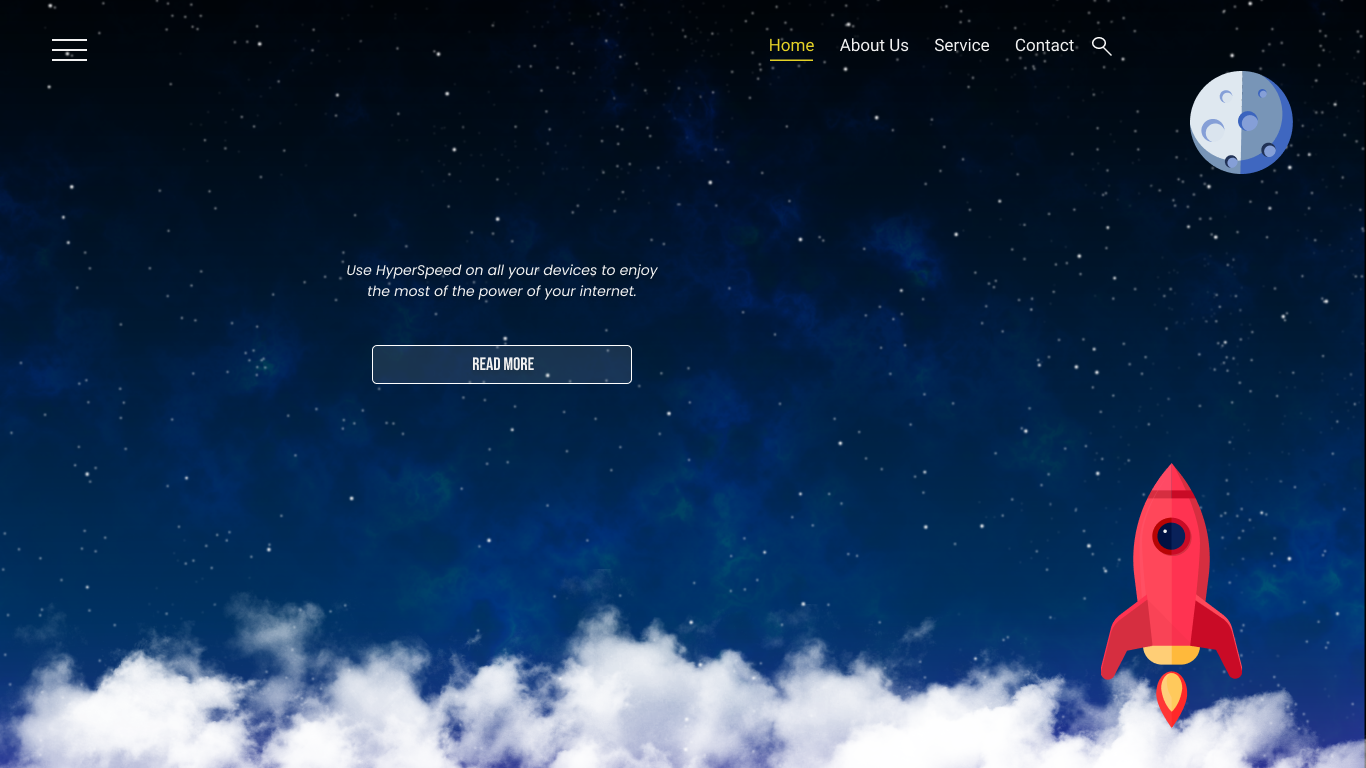 Home About Us Service Contact
Use HyperSpeed on all your devices to enjoy
the most of the power of your internet.
READ MORE